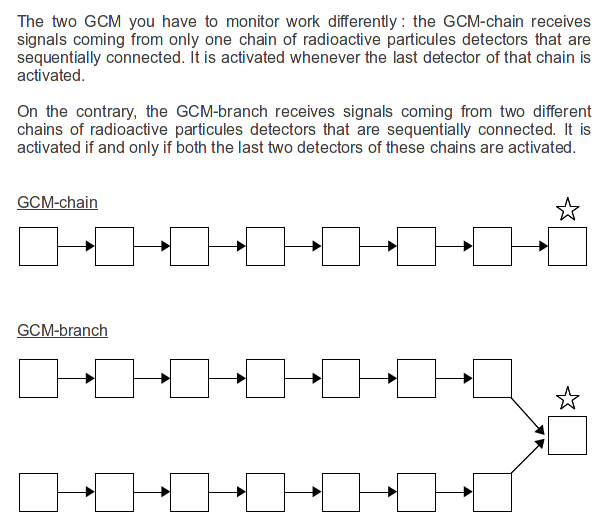 The two GCM you have to monitor work differently : the GCM-chain receives
signals coming from only one chain of radioactive particules detectors that are
sequentially connected. It is activated whenever the last detector of that chain is
activated.
On the contrary, the GCM-branch receives signals coming from two different
chains of radioactive particules detectors that are sequentially connected. It is
activated if and only if both the last two detectors of these chains are activated.
GCM-chain
GCM-branch